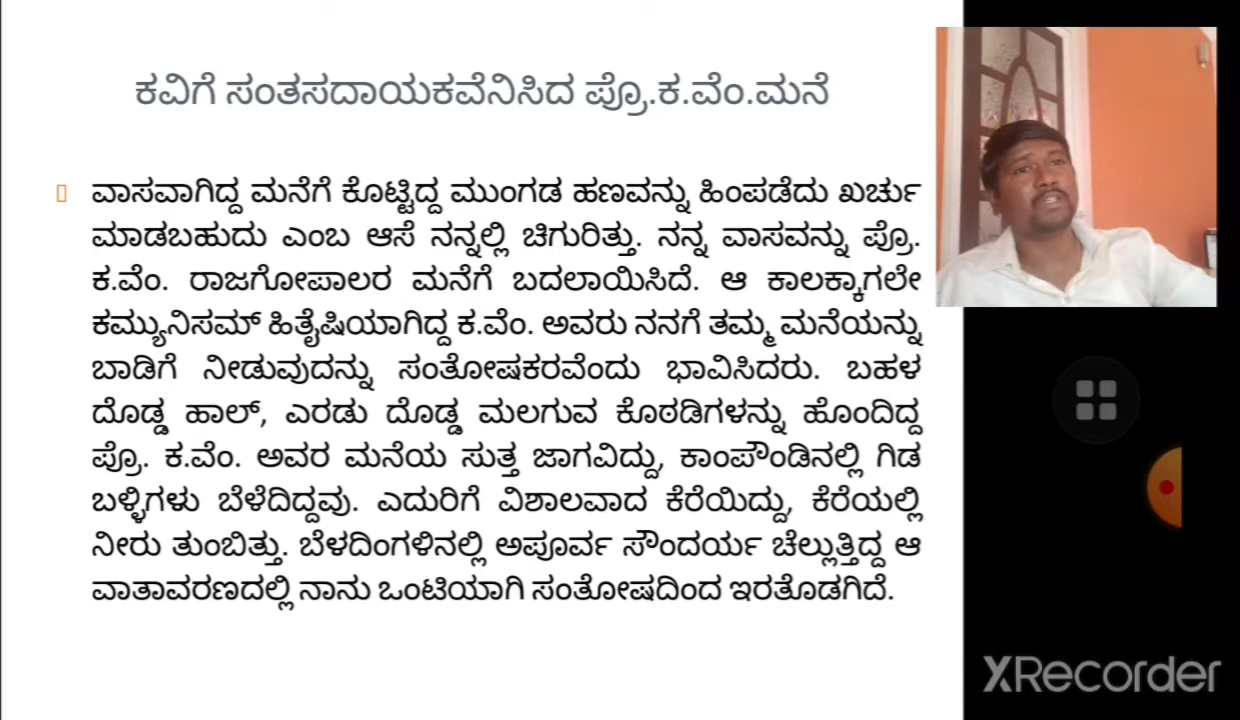 ಕವಿಗೆ ಸಂತಸದಾಯಕವೆನಿಸಿದ ಪ್ರೊ.ಕ.ವೆಂ.ಮನೆ
ವಾಸವಾಗಿದ್ದ ಮನೆಗೆ ಕೊಟ್ಟಿದ್ದ ಮುಂಗಡ ಹಣವನ್ನು ಹಿಂಪಡೆದು ಖರ್ಚು
ಮಾಡಬಹುದು ಎಂಬ ಆಸೆ ನನ್ನಲ್ಲಿ ಚಿಗುರಿತ್ತು. ನನ್ನ ವಾಸವನ್ನು ಪ್ರೊ.
ಕ.ವೆಂ. ರಾಜಗೋಪಾಲರ ಮನೆಗೆ ಬದಲಾಯಿಸಿದೆ. ಆ ಕಾಲಕ್ಕಾಗಲೇ
ಕಮ್ಯುನಿಸಮ್ ಹಿತೈಷಿಯಾಗಿದ್ದ ಕ.ವೆಂ. ಅವರು ನನಗೆ ತಮ್ಮ ಮನೆಯನ್ನು
ಬಾಡಿಗೆ ನೀಡುವುದನ್ನು ಸಂತೋಷಕರವೆಂದು ಭಾವಿಸಿದರು. ಬಹಳ
ದೊಡ್ಡ ಹಾಲ್, ಎರಡು ದೊಡ್ಡ ಮಲಗುವ ಕೊಠಡಿಗಳನ್ನು ಹೊಂದಿದ್ದ
ಪ್ರೊ. ಕ.ವೆಂ. ಅವರ ಮನೆಯ ಸುತ್ತ ಜಾಗವಿದ್ದು, ಕಾಂಪೌಂಡಿನಲ್ಲಿ ಗಿಡ
ಬಳ್ಳಿಗಳು ಬೆಳೆದಿದ್ದವು. ಎದುರಿಗೆ ವಿಶಾಲವಾದ ಕೆರೆಯಿದ್ದು, ಕೆರೆಯಲ್ಲಿ
ನೀರು ತುಂಬಿತ್ತು. ಬೆಳದಿಂಗಳಿನಲ್ಲಿ ಅಪೂರ್ವ ಸೌಂದರ್ಯ ಚೆಲ್ಲುತ್ತಿದ್ದ ಆ
ವಾತಾವರಣದಲ್ಲಿ ನಾನು ಒಂಟಿಯಾಗಿ ಸಂತೋಷದಿಂದ ಇರತೊಡಗಿದೆ.
XRecorder